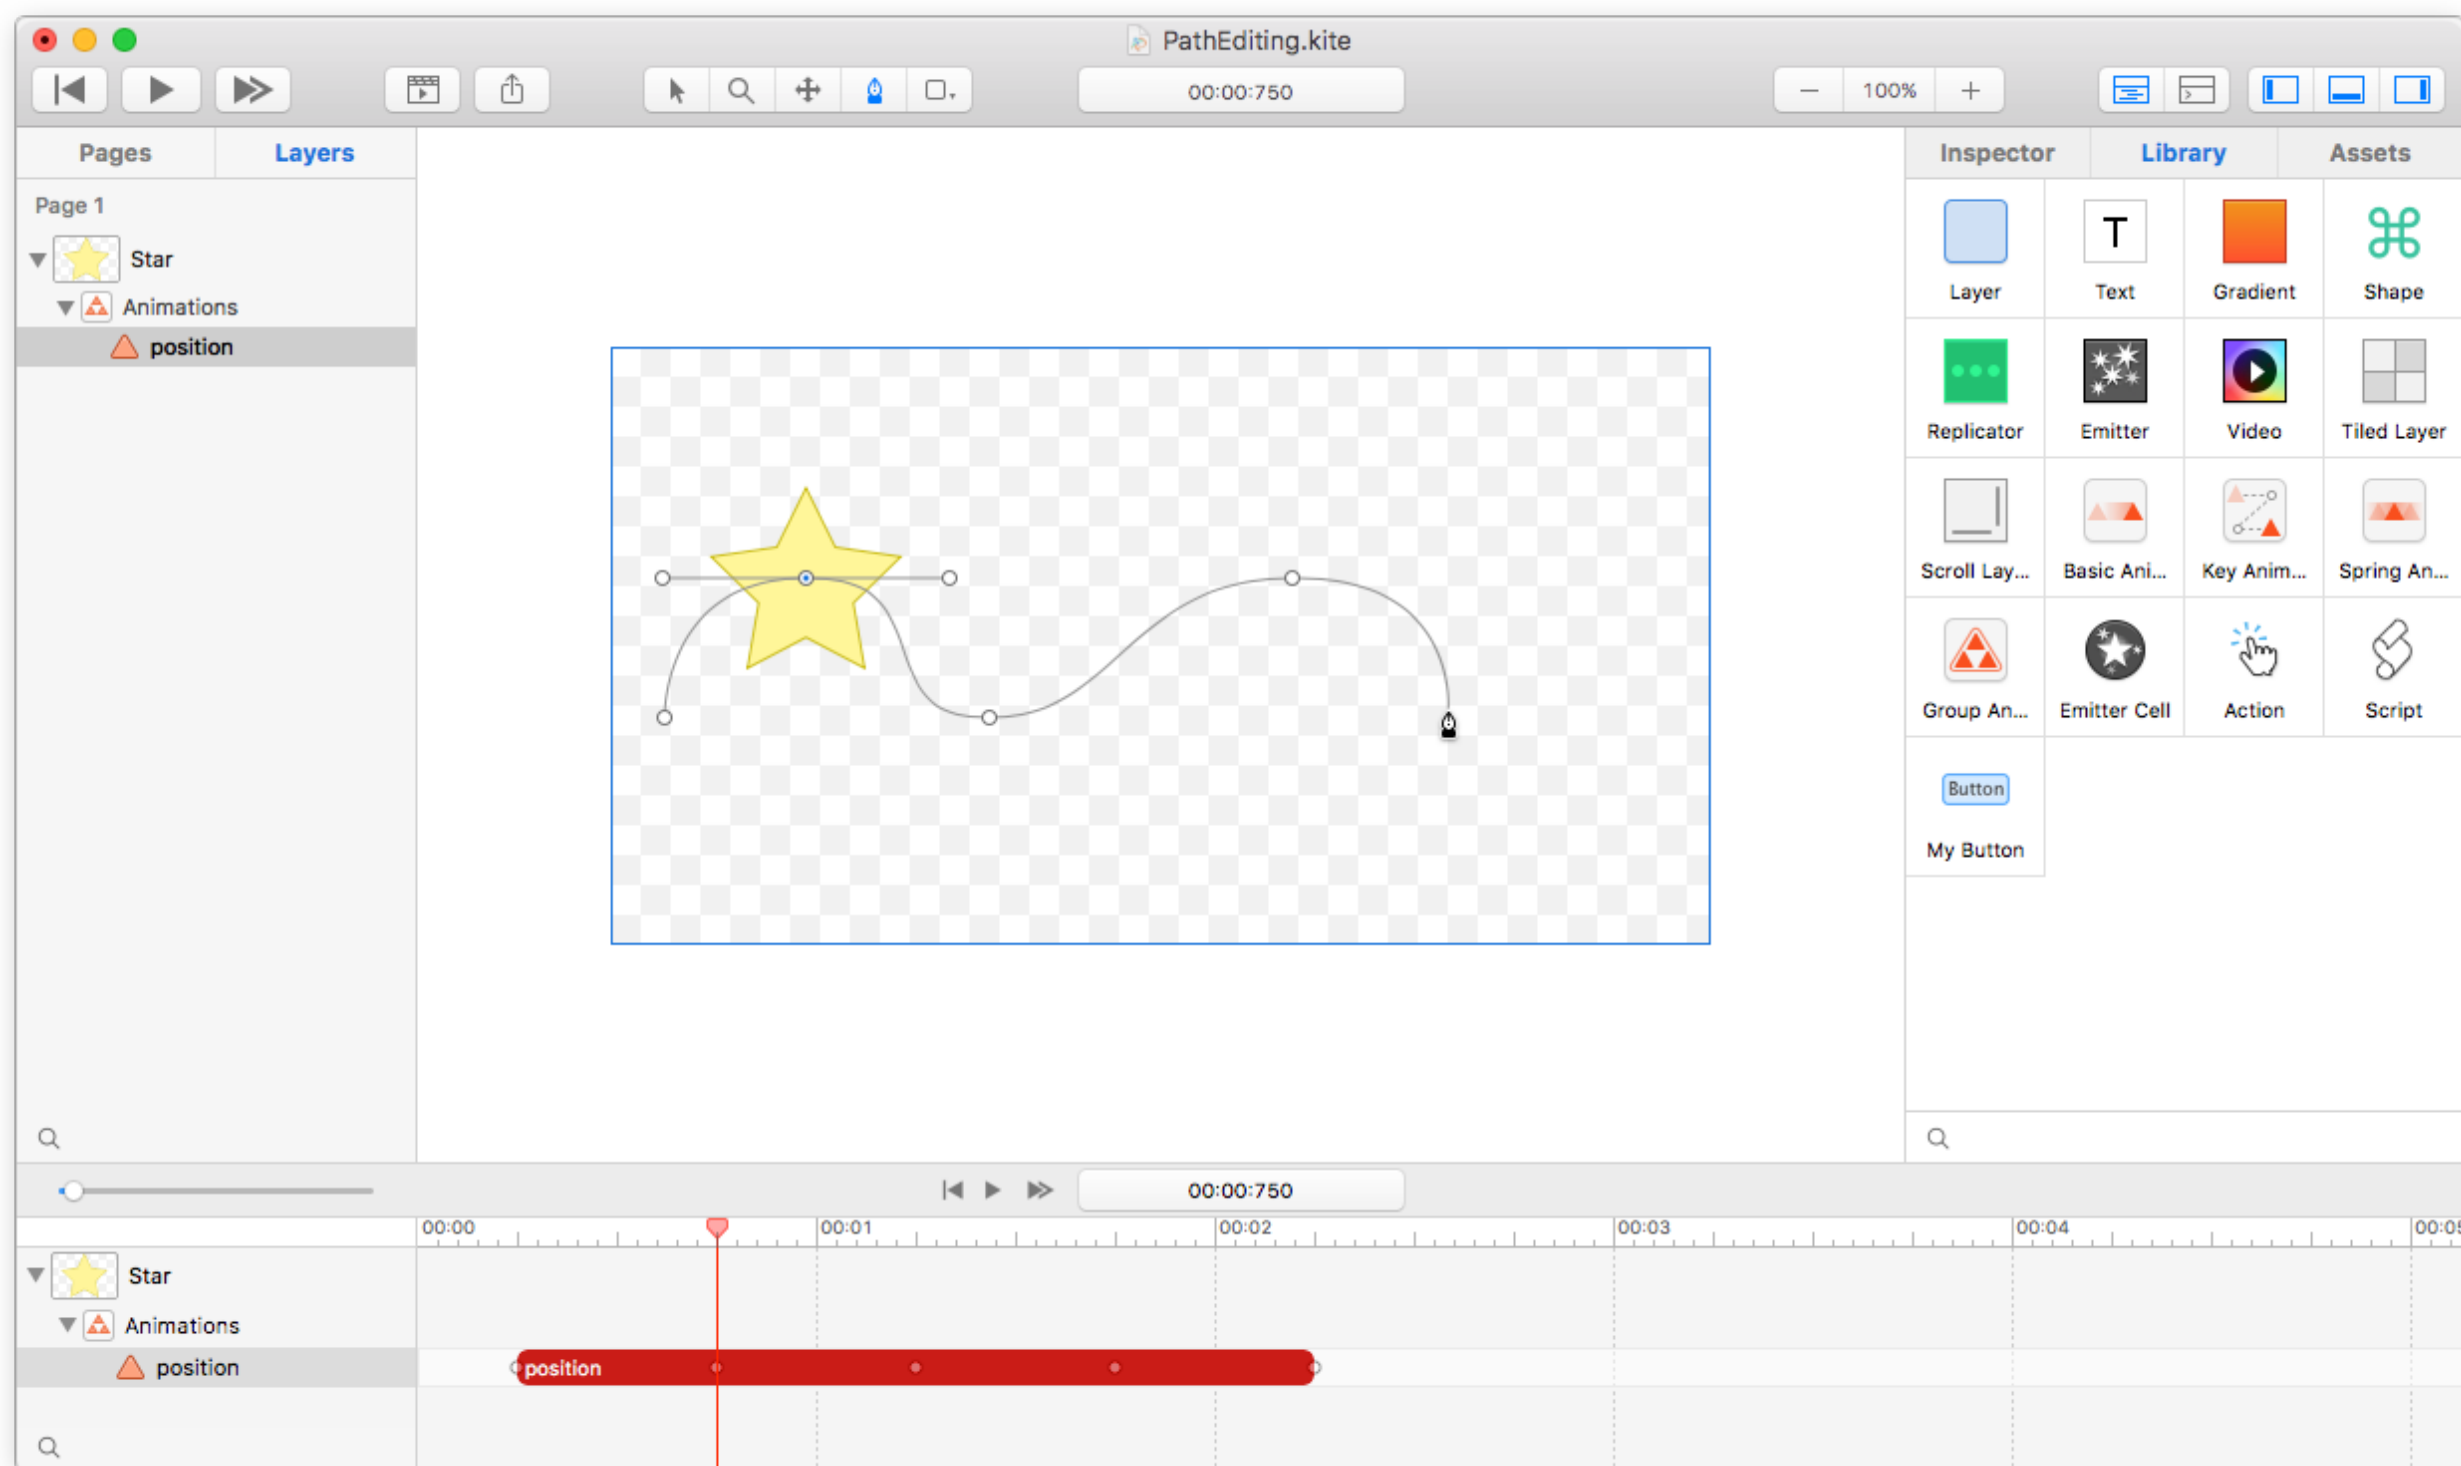 PathEditing.kite
00:00:750
100%
Pages
Layers
Inspector
Library
Assets
Page 1
Star
Animations
position
Layer
Text
Gradient
Shape
Replicator
Emitter
Video
Tiled Layer
Scroll Lay...
Basic Ani...
Key Anim...
Spring An...
Group An...
Emitter Cell
Action
Script
Button
My Button
00:00:750
00:00
00:01
00:02
00:03
00:04
00:05
Star
Animations
position
position